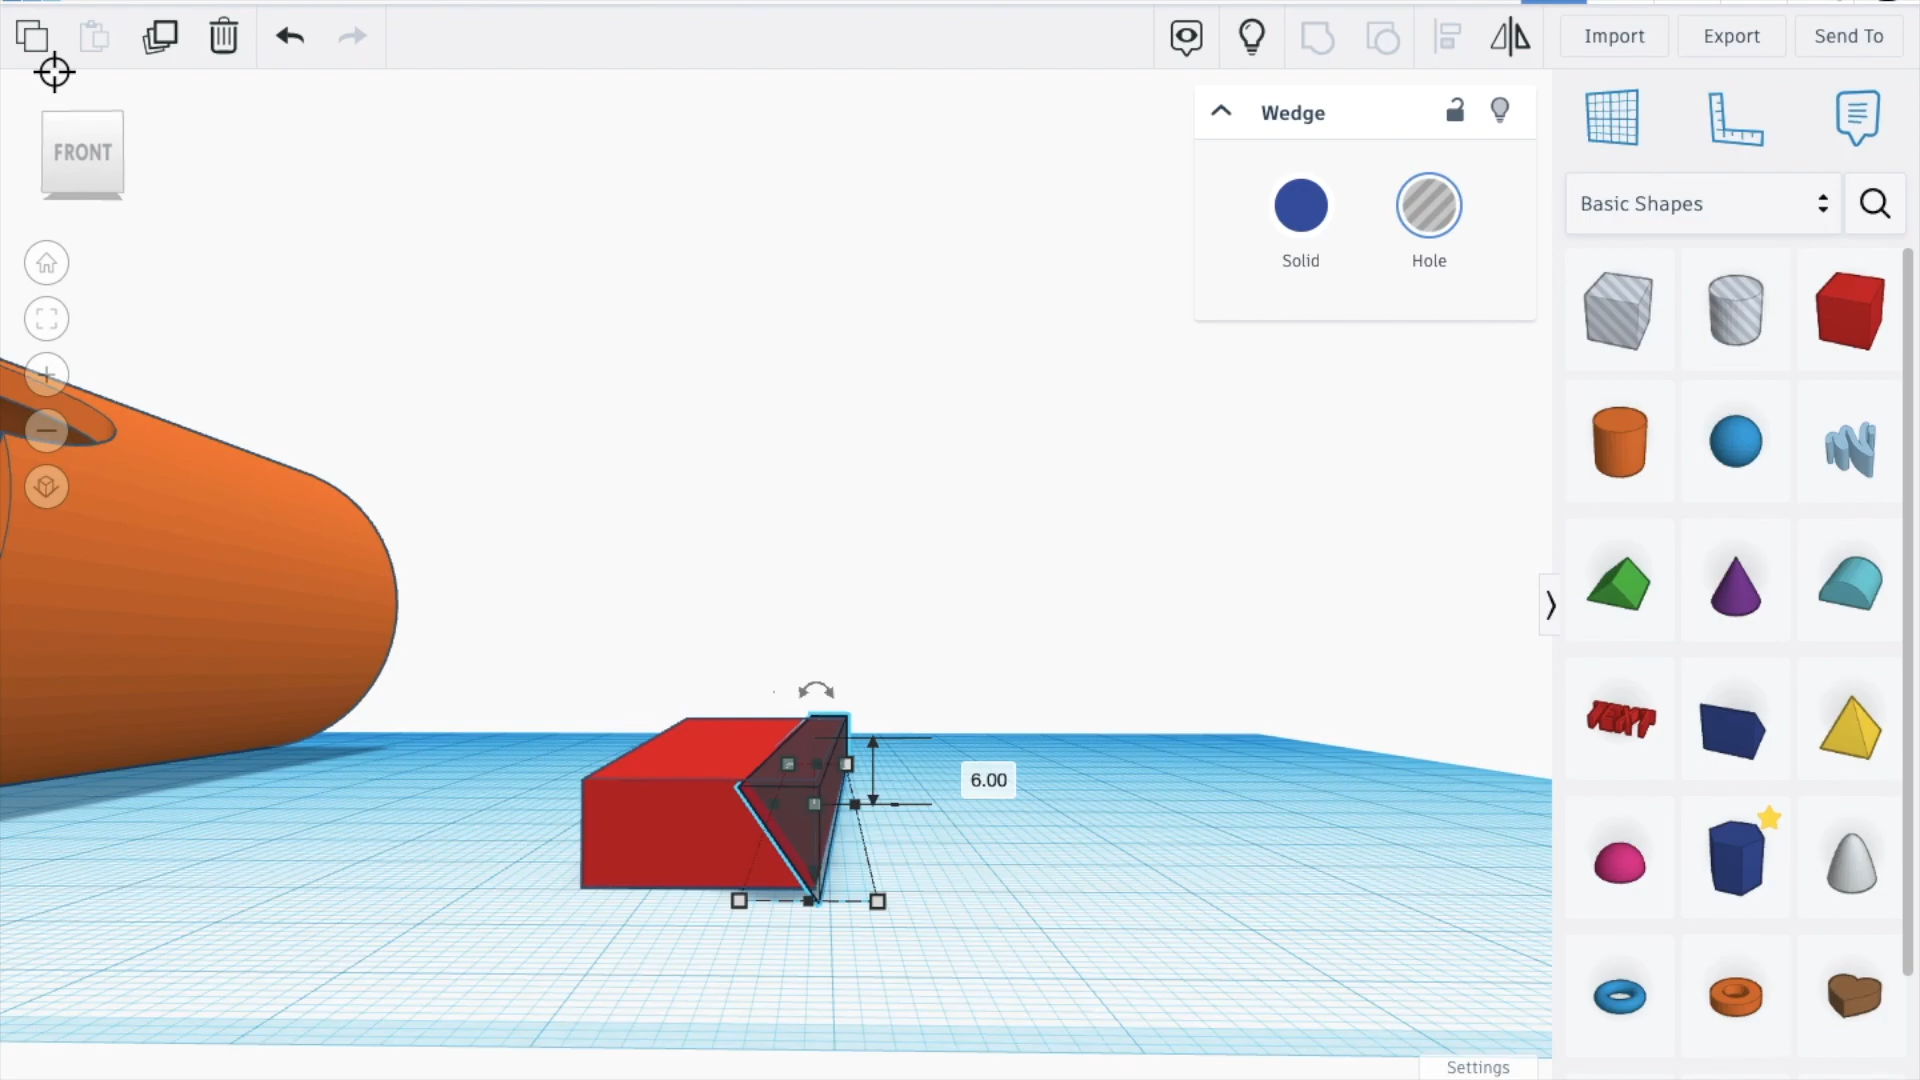 Import
Export
Send To
FRONT
Wedge
Solid
Hole
Basic Shapes
TEXT
6.00
Settings